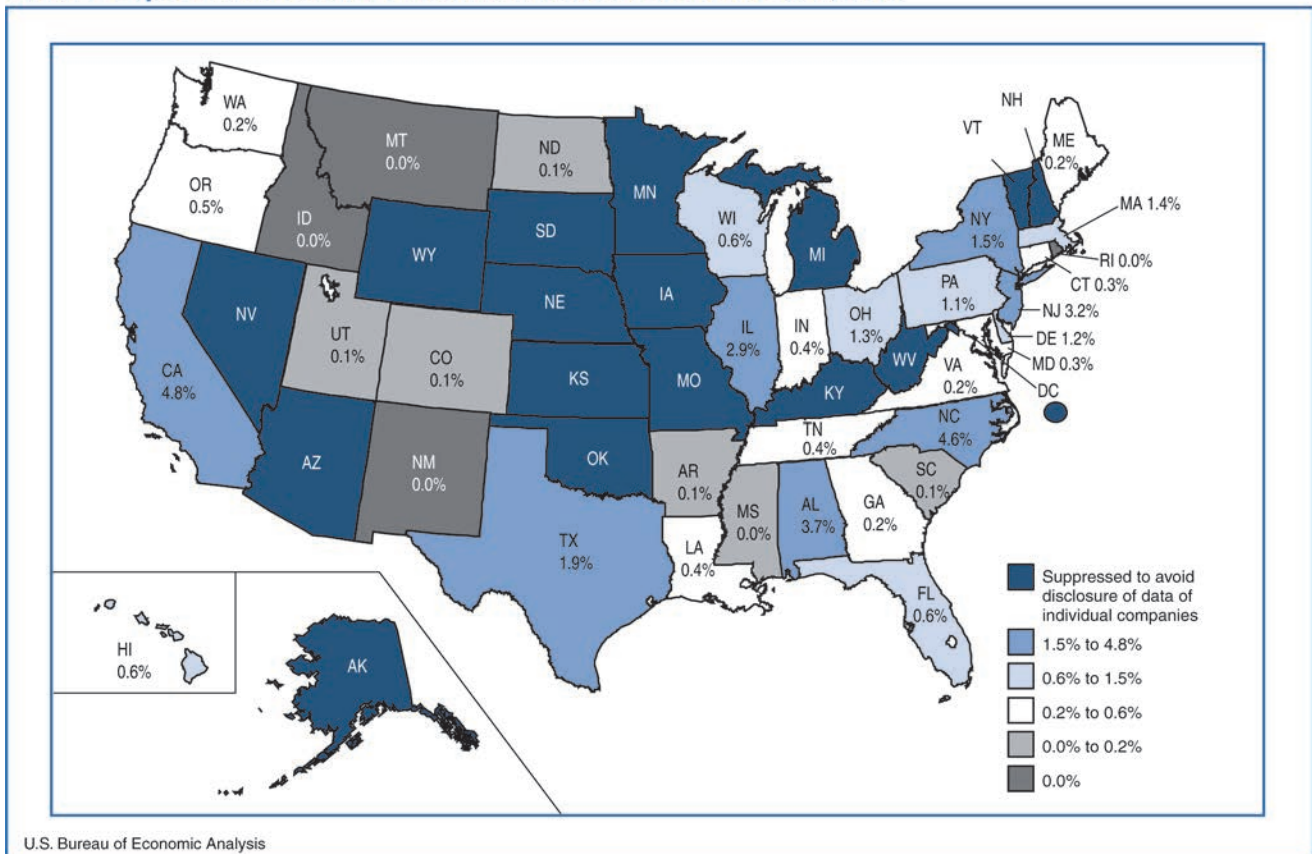 WA
0.2%
MT
0.0%
ND
0.1%
MN
NH
VT
ME
0.2%
OR
0.5%
ID
0.0%
WY
SD
WI
0.6%
MI
NY
1.5%
MA 1.4%
RI 0.0%
CT 0.3%
NJ 3.2%
DE 1.2%
MD 0.3%
DC
NV
UT
0.1%
CO
0.1%
NE
IA
IL
2.9%
IN
0.4%
OH
1.3%
PA
1.1%
WV
VA
0.2%
CA
4.8%
KS
MO
KY
TN
0.4%
NC
4.6%
AZ
NM
0.0%
OK
AR
0.1%
MS
0.0%
AL
3.7%
GA
0.2%
SC
0.1%
TX
1.9%
LA
0.4%
FL
0.6%
HI
0.6%
AK
Suppressed to avoid
disclosure of data of
individual companies
1.5% to 4.8%
0.6% to 1.5%
0.2% to 0.6%
0.0% to 0.2%
0.0%
U.S. Bureau of Economic Analysis